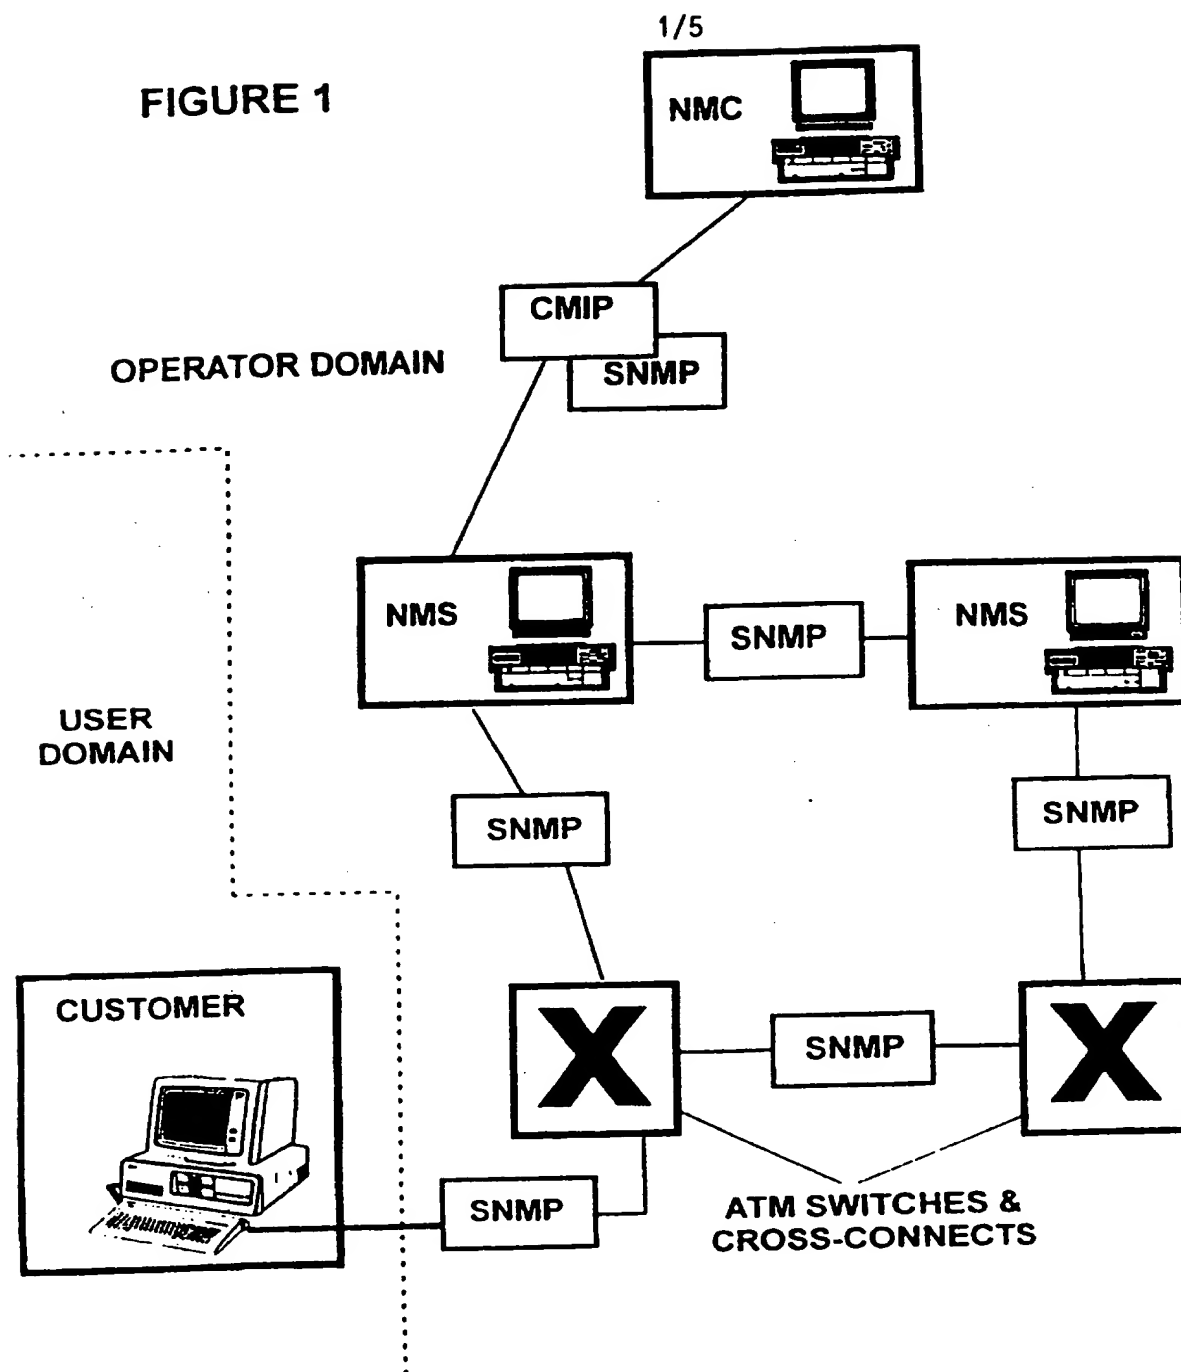 1/5
FIGURE 1
NMC
CMIP
OPERATOR DOMAIN
SNMP
NMS
SNMP
NMS
USER
DOMAIN
SNMP
SNMP
CUSTOMER
X
SNMP
X
SNMP
ATM SWITCHES &
CROSS-CONNECTS